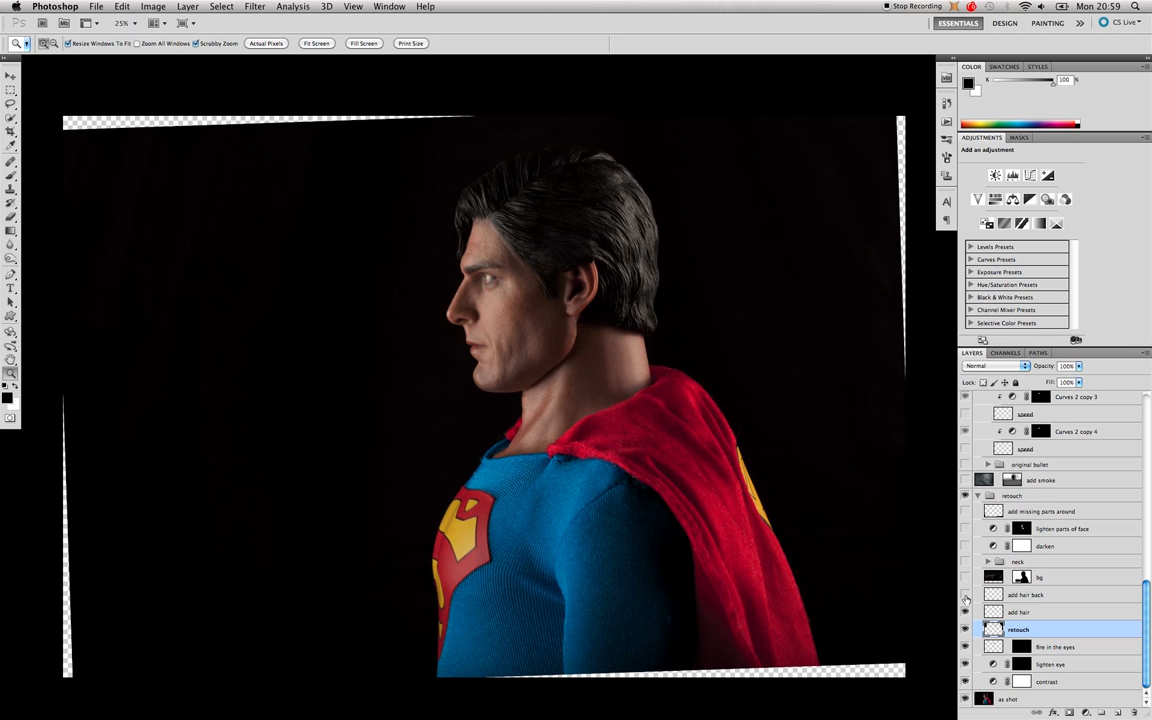 Photoshop File Edit Image Layer Select Filter Analysis 3D View Window Help
Stop Recording
Mon 20:59
Ps Br Mb 25%
ESSENTIALS DESIGN PAINTING CS Live
Resize Windows To Fit Zoom All Windows Scrubby Zoom Actual Pixels Fit Screen Fill Screen Print Size
COLOR SWATCHES STYLES
K 100 %
ADJUSTMENTS MASKS
Add an adjustment
Levels Presets
Curves Presets
Exposure Presets
Hue/Saturation Presets
Black & White Presets
Channel Mixer Presets
Selective Color Presets
LAYERS CHANNELS PATHS
Normal Opacity: 100%
Lock: Fill: 100%
Curves 2 copy 3
speed
Curves 2 copy 4
speed
original bullet
add smoke
retouch
add missing parts around
lighten parts of face
darken
neck
bg
add hair back
add hair
retouch
fire in the eyes
lighten eye
contrast
as shot